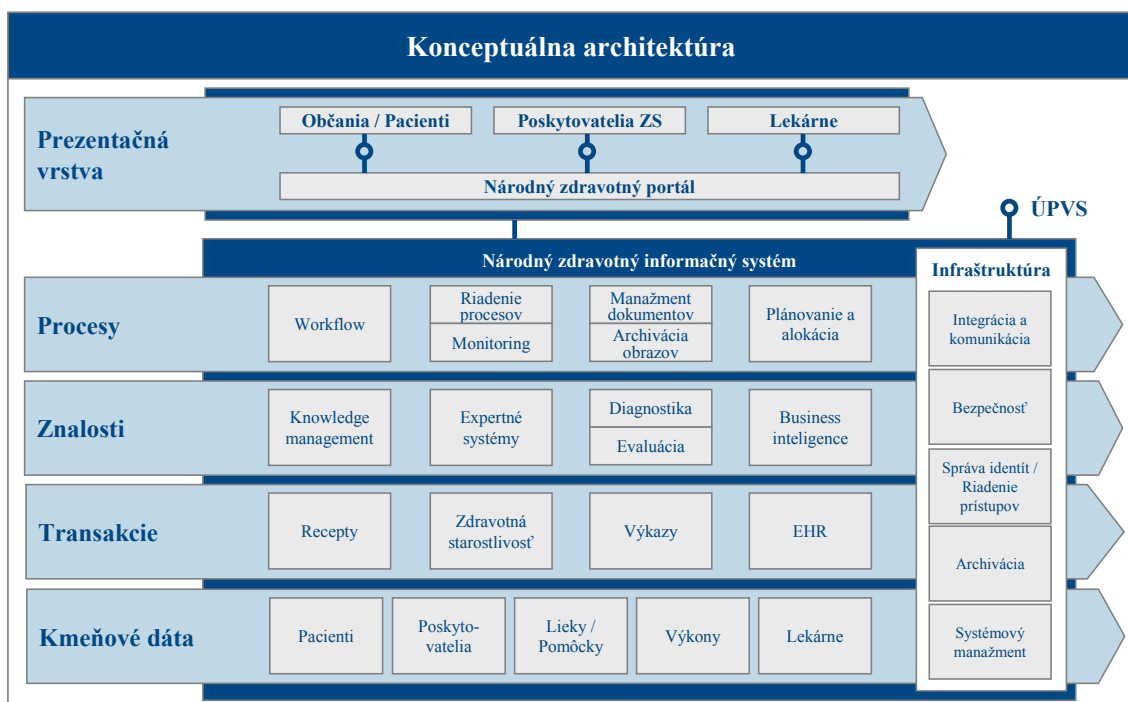 Konceptuálna architektúra
Prezentačná
vrstva
Občania / Pacienti
Poskytovatelia ZS
Lekárne
Národný zdravotný portál
ÚPVS
Národný zdravotný informačný systém
Infraštruktúra
Procesy
Workflow
Riadenie
procesov
Monitoring
Manažment
dokumentov
Archivácia
obrazov
Plánovanie a
alokácia
Integrácia a
komunikácia
Znalosti
Knowledge
management
Expertné
systémy
Diagnostika
Evaluácia
Business
inteligence
Bezpečnosť
Správa identít /
Riadenie
prístupov
Transakcie
Recepty
Zdravotná
starostlivosť
Výkazy
EHR
Archivácia
Kmeňové dáta
Pacienti
Poskyto-
vatelia
Lieky /
Pomôcky
Výkony
Lekárne
Systémový
manažment